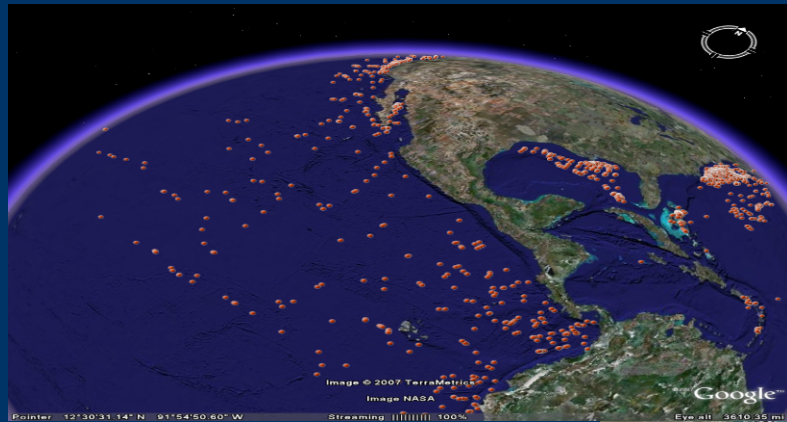 N
Image © 2007 TerraMetrics
Image NASA
Google™
Pointer 12°30'31.14" N 91°54'50.60" W Streaming ||||||||| 100% Eye alt 3610.35 mi